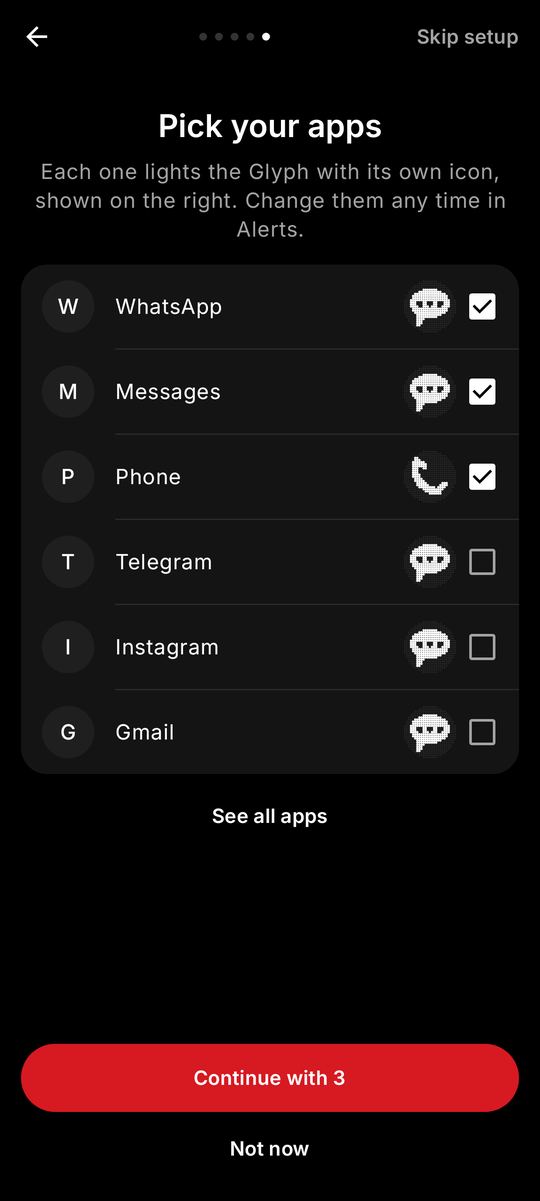 Skip setup
Pick your apps
Each one lights the Glyph with its own icon,
shown on the right. Change them any time in
Alerts.
W WhatsApp
M Messages
P Phone
T Telegram
I Instagram
G Gmail
See all apps
Continue with 3
Not now